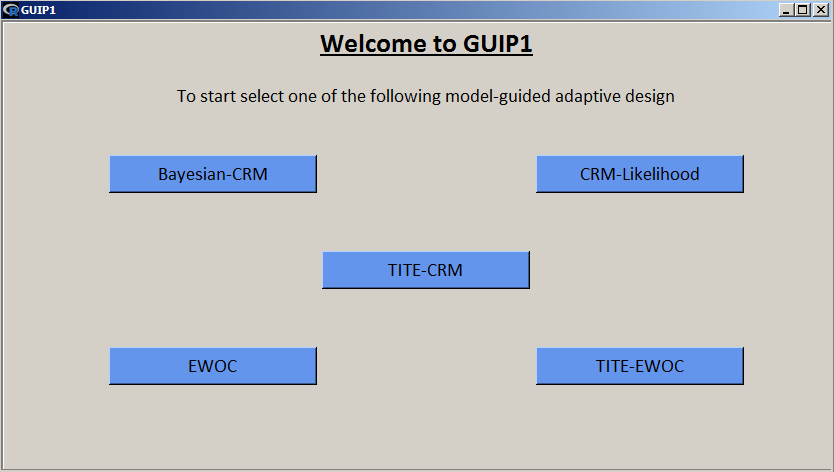 GUIP1
Welcome to GUIP1
To start select one of the following model-guided adaptive design
Bayesian-CRM
CRM-Likelihood
TITE-CRM
EWOC
TITE-EWOC